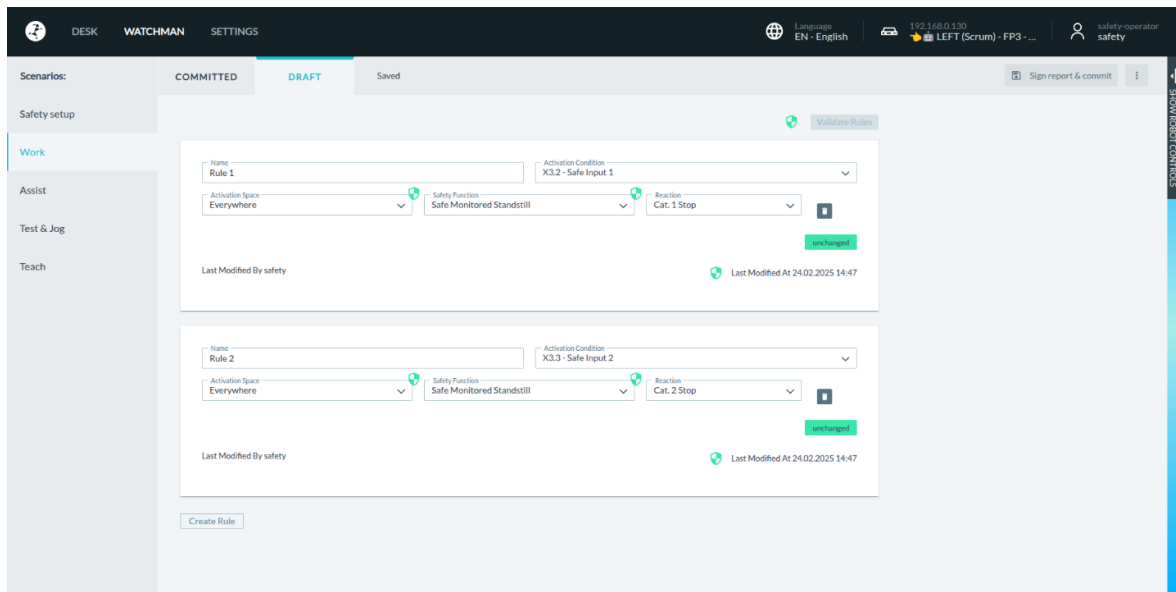 DESK WATCHMAN SETTINGS
Language
EN - English
192.168.0.130
👈🤖 LEFT (Scrum) - FP3 - ...
safety-operator
safety
Scenarios:
COMMITTED DRAFT Saved
Sign report & commit
SHOW ROBOT CONTROLS
Safety setup
Work
Assist
Test & Jog
Teach
Validate Rules
Name
Rule 1
Activation Condition
X3.2 - Safe Input 1
Activation Space
Everywhere
Safety Function
Safe Monitored Standstill
Reaction
Cat. 1 Stop
unchanged
Last Modified By safety
Last Modified At 24.02.2025 14:47
Name
Rule 2
Activation Condition
X3.3 - Safe Input 2
Activation Space
Everywhere
Safety Function
Safe Monitored Standstill
Reaction
Cat. 2 Stop
unchanged
Last Modified By safety
Last Modified At 24.02.2025 14:47
Create Rule